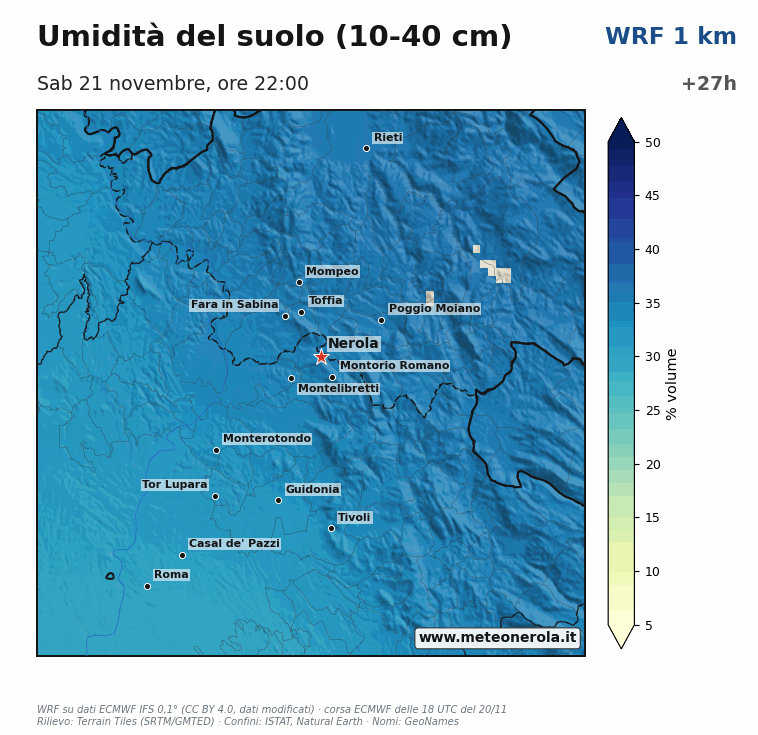 Umidità del suolo (10-40 cm)
WRF 1 km
Sab 21 novembre, ore 22:00
+27h
Rieti
Mompeo
Toffia
Fara in Sabina
Poggio Moiano
Nerola
Montorio Romano
Montelibretti
Monterotondo
Tor Lupara
Guidonia
Tivoli
Casal de' Pazzi
Roma
www.meteonerola.it
50
45
40
35
30
25
20
15
10
5
% volume
WRF su dati ECMWF IFS 0,1° (CC BY 4.0, dati modificati) · corsa ECMWF delle 18 UTC del 20/11
Rilievo: Terrain Tiles (SRTM/GMTED) · Confini: ISTAT, Natural Earth · Nomi: GeoNames